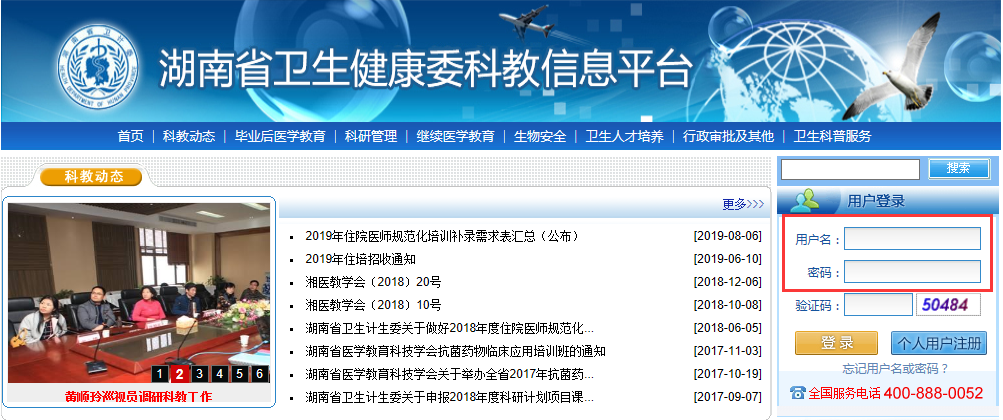 湖南省卫生健康委科教信息平台
首页 | 科教动态 | 毕业后医学教育 | 科研管理 | 继续医学教育 | 生物安全 | 卫生人才培养 | 行政审批及其他 | 卫生科普服务
科教动态
更多>>>
2019年住院医师规范化培训补录需求表汇总（公布） [2019-08-06]
2019年住培招收通知 [2019-06-10]
湘医教学会〔2018〕20号 [2018-12-06]
湘医教学会〔2018〕10号 [2018-10-08]
湖南省卫生计生委关于做好2018年度住院医师规范化... [2018-06-05]
湖南省医学教育科技学会抗菌药物临床应用培训班的通知 [2017-11-03]
湖南省医学教育科技学会关于举办全省2017年抗菌药... [2017-10-19]
湖南省卫生计生委关于申报2018年度科研计划项目课... [2017-09-07]
1 2 3 4 5 6
黄顺玲巡视员调研科教工作
搜索
用户登录
用户名：
密码：
验证码： 50484
登 录 个人用户注册
忘记用户名或密码？
全国服务电话 400-888-0052